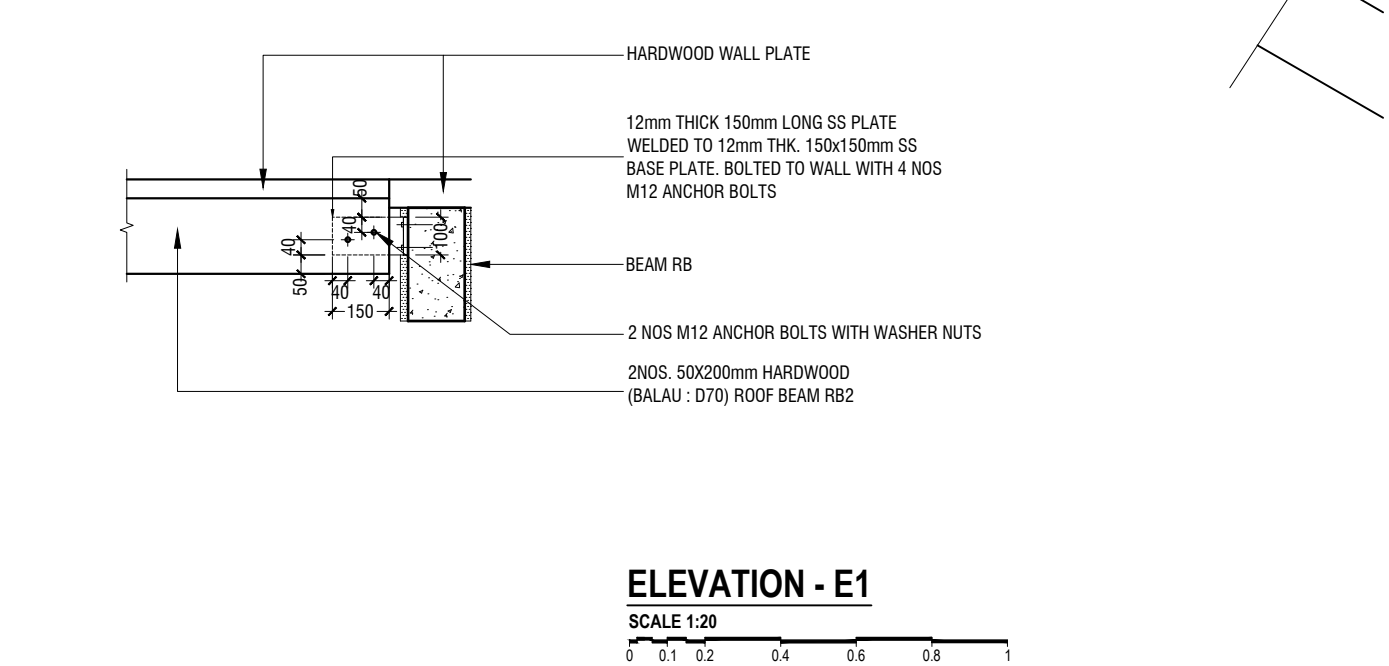 HARDWOOD WALL PLATE
12mm THICK 150mm LONG SS PLATE
WELDED TO 12mm THK. 150x150mm SS
BASE PLATE. BOLTED TO WALL WITH 4 NOS
M12 ANCHOR BOLTS
50
40
100
40
BEAM RB
50
40
40
150
2 NOS M12 ANCHOR BOLTS WITH WASHER NUTS
2NOS. 50X200mm HARDWOOD
(BALAU : D70) ROOF BEAM RB2
ELEVATION - E1
SCALE 1:20
0 0.1 0.2 0.4 0.6 0.8 1